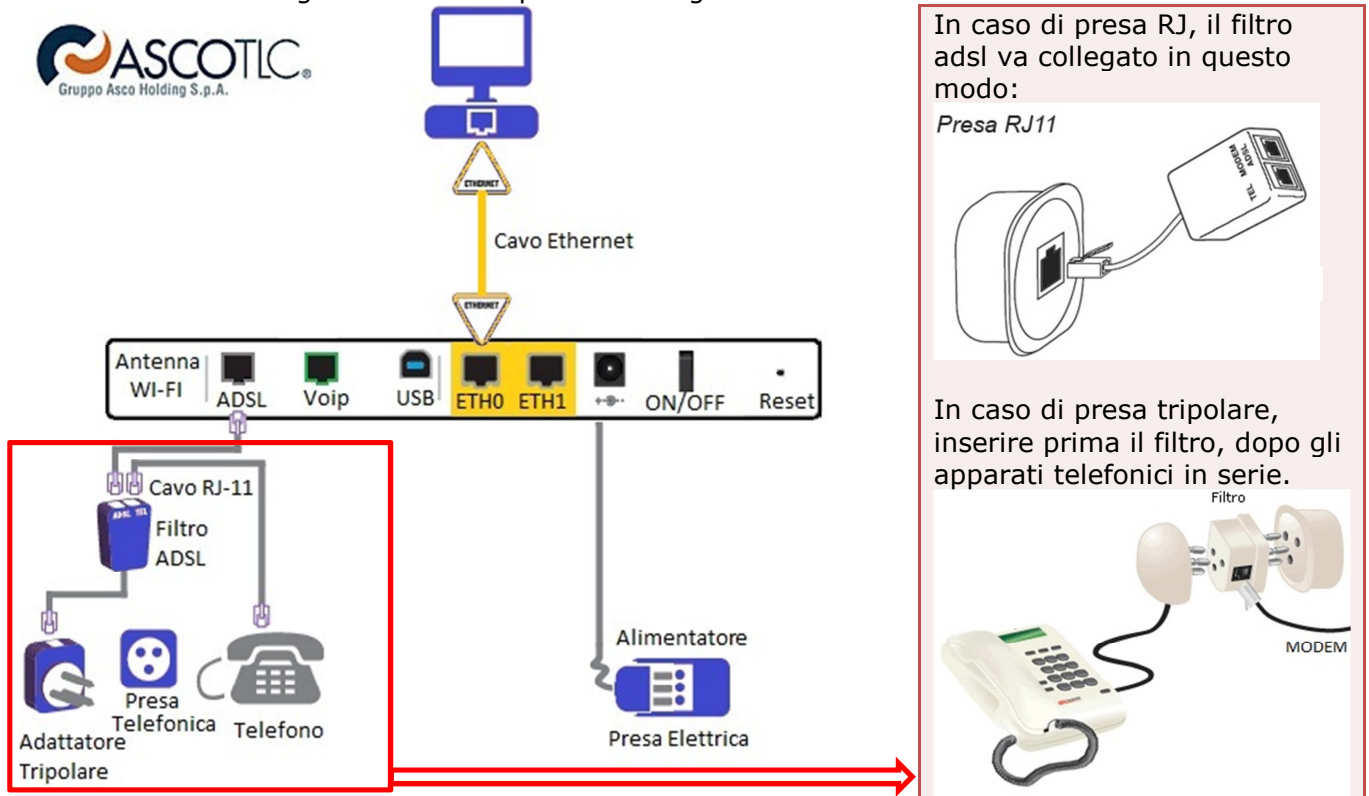 ASCOTLC®
Gruppo Asco Holding S.p.A.
ETHERNET
Cavo Ethernet
ETHERNET
Antenna
WI-FI
ADSL
Voip
USB
ETH0
ETH1
ON/OFF
Reset
Cavo RJ-11
ADSL TEL
Filtro
ADSL
Presa
Telefonica
Telefono
Adattatore
Tripolare
Alimentatore
Presa Elettrica
In caso di presa RJ, il filtro
adsl va collegato in questo
modo:
Presa RJ11
TEL MODEM
ADSL
In caso di presa tripolare,
inserire prima il filtro, dopo gli
apparati telefonici in serie.
Filtro
MODEM